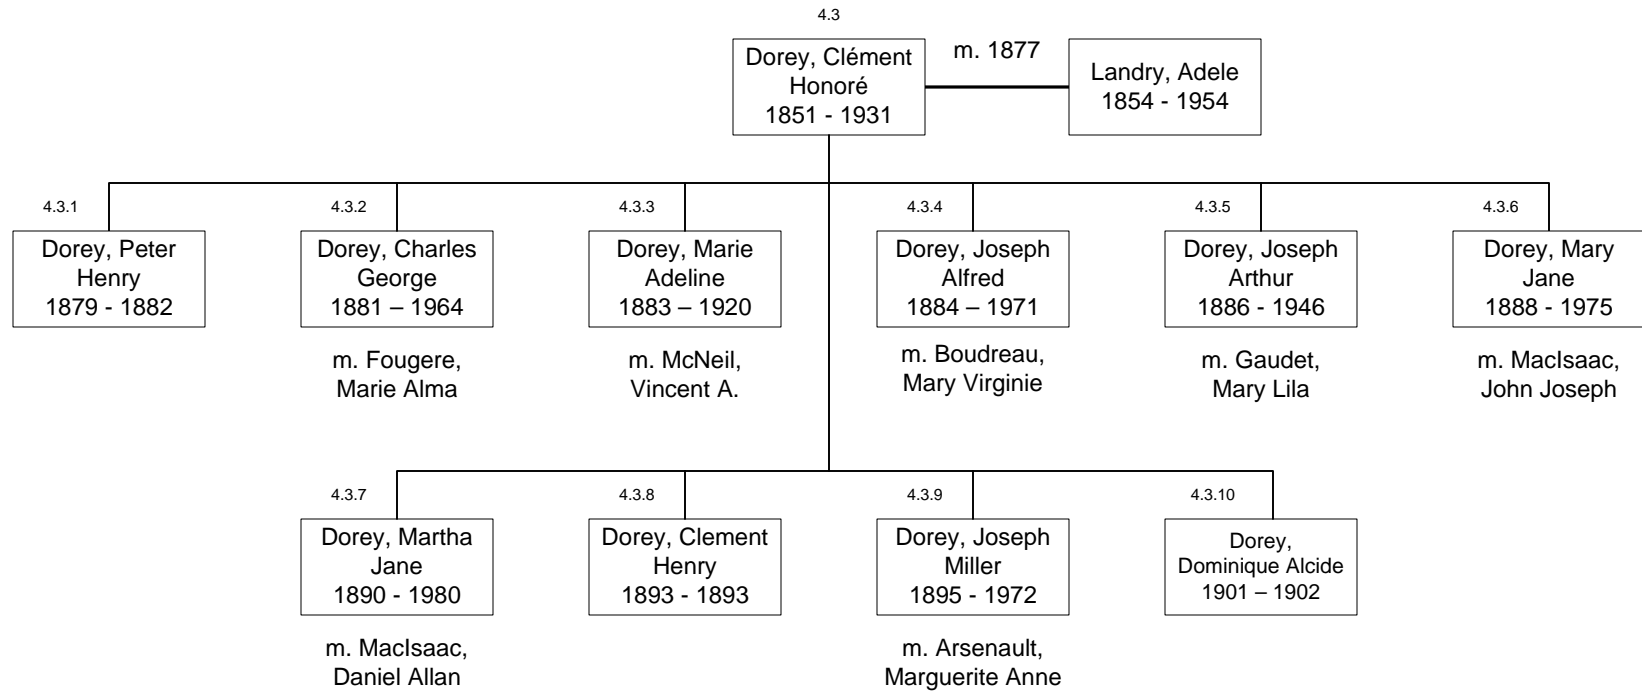 4.3
Dorey, Clément
Honoré
1851 - 1931
m. 1877
Landry, Adele
1854 - 1954
4.3.1
Dorey, Peter
Henry
1879 - 1882
4.3.2
Dorey, Charles
George
1881 – 1964
m. Fougere,
Marie Alma
4.3.3
Dorey, Marie
Adeline
1883 – 1920
m. McNeil,
Vincent A.
4.3.4
Dorey, Joseph
Alfred
1884 – 1971
m. Boudreau,
Mary Virginie
4.3.5
Dorey, Joseph
Arthur
1886 - 1946
m. Gaudet,
Mary Lila
4.3.6
Dorey, Mary
Jane
1888 - 1975
m. MacIsaac,
John Joseph
4.3.7
Dorey, Martha
Jane
1890 - 1980
m. MacIsaac,
Daniel Allan
4.3.8
Dorey, Clement
Henry
1893 - 1893
4.3.9
Dorey, Joseph
Miller
1895 - 1972
m. Arsenault,
Marguerite Anne
4.3.10
Dorey,
Dominique Alcide
1901 – 1902